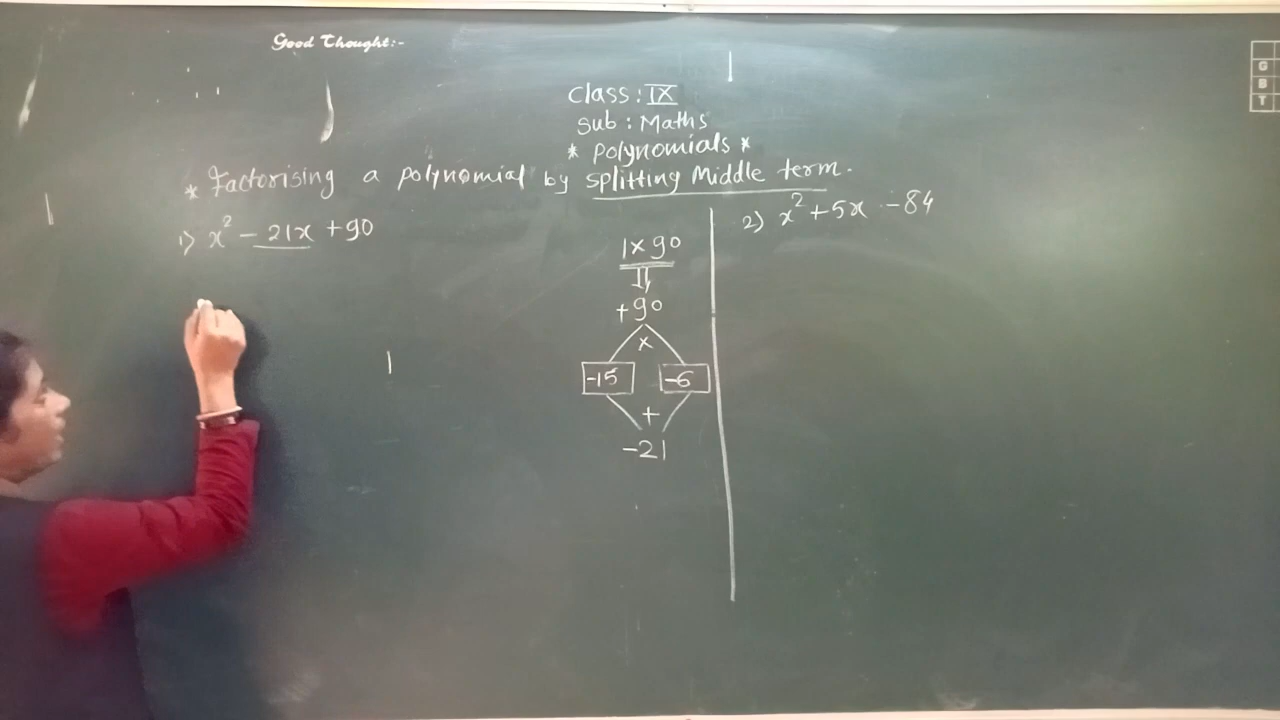 Good Thought:-
Class : IX
Sub : Maths
* Polynomials *
* Factorising a polynomial by splitting Middle term.
1) x² - 21x + 90
1 x 90
⇓
+90
x
-15 -6
+
-21
2) x² + 5x - 84
G
B
T